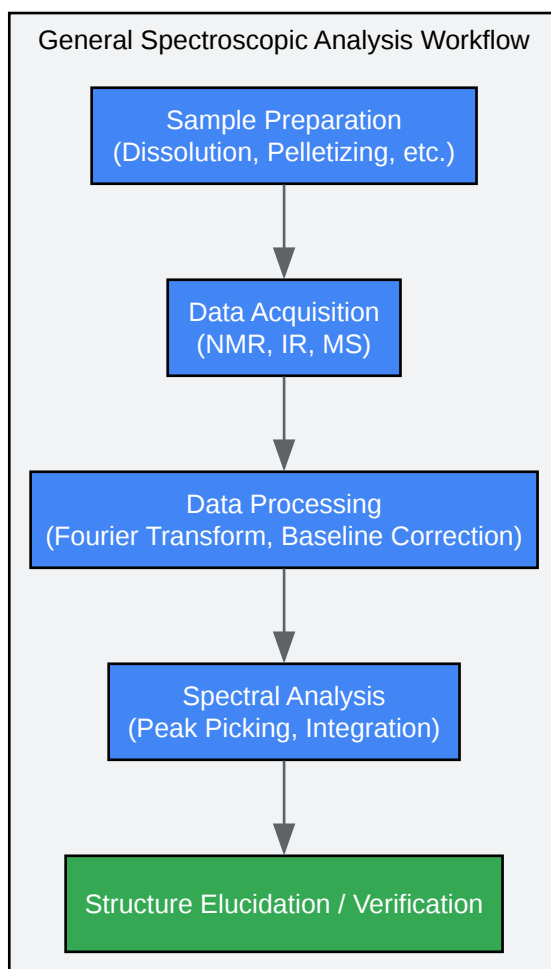 General Spectroscopic Analysis Workflow
Sample Preparation
(Dissolution, Pelletizing, etc.)
Data Acquisition
(NMR, IR, MS)
Data Processing
(Fourier Transform, Baseline Correction)
Spectral Analysis
(Peak Picking, Integration)
Structure Elucidation / Verification